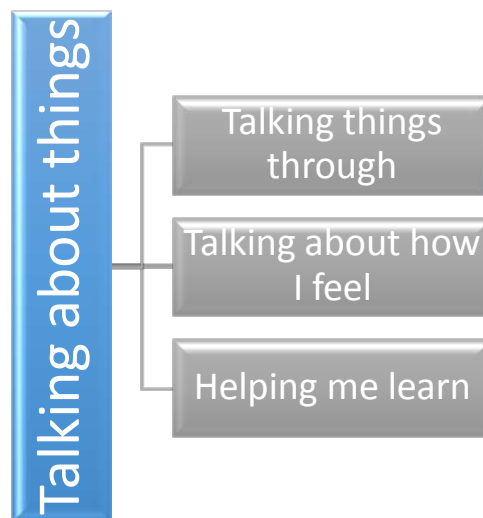 Talking about things
Talking things
through
Talking about how
I feel
Helping me learn